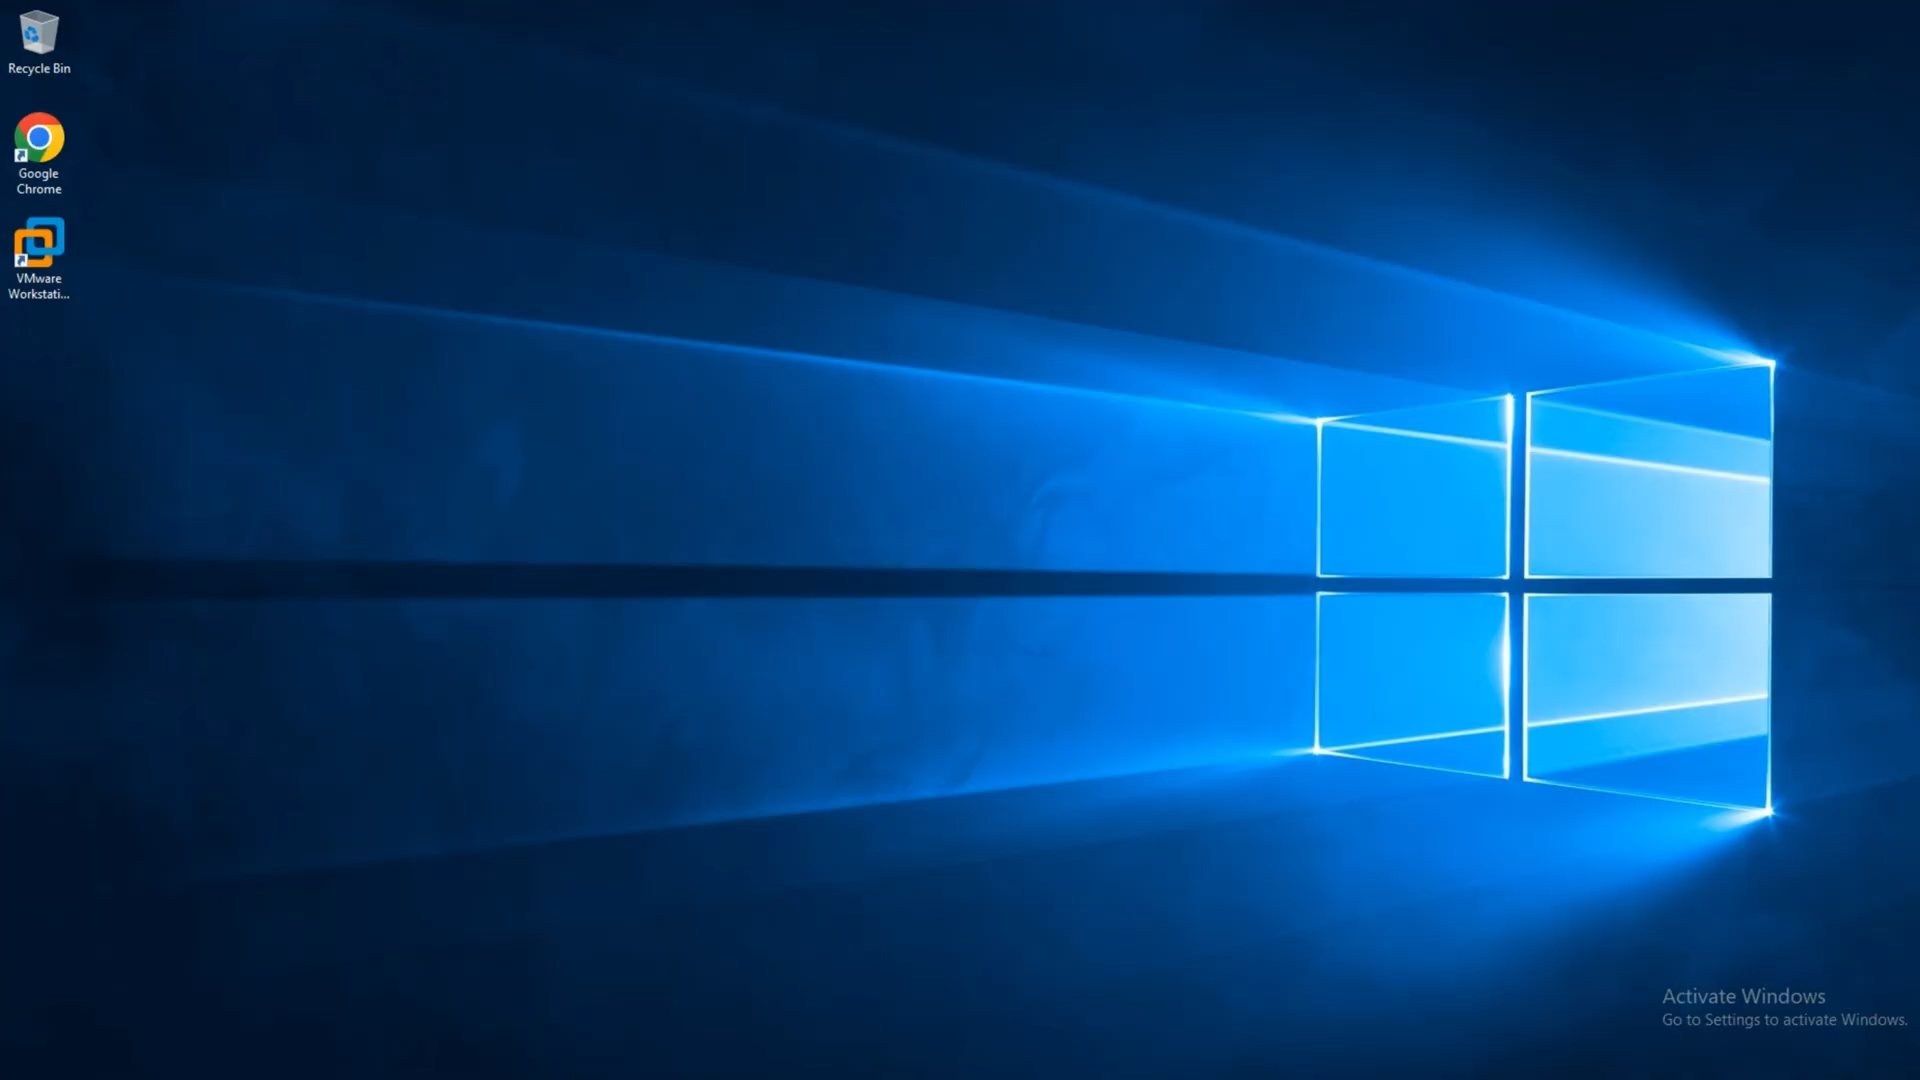 Recycle Bin
Google
Chrome
VMware
Workstati...
Activate Windows
Go to Settings to activate Windows.